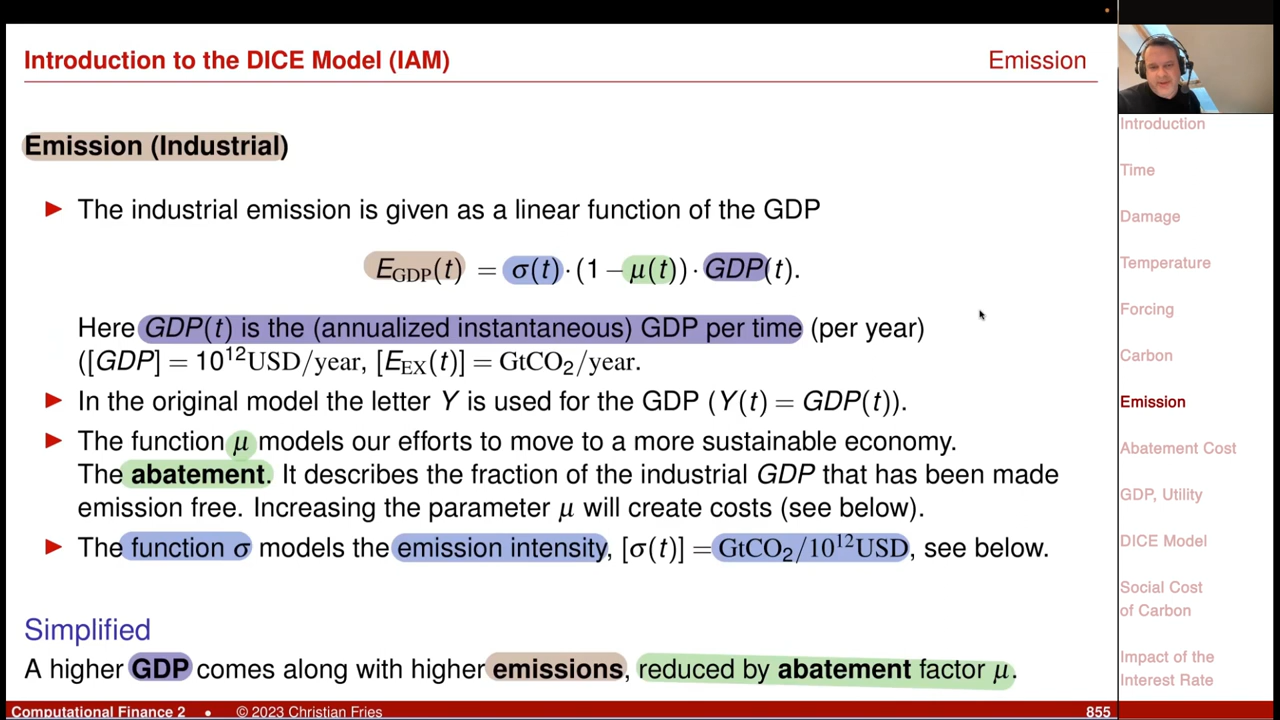 Introduction to the DICE Model (IAM)
Emission
Emission (Industrial)
The industrial emission is given as a linear function of the GDP
E_GDP(t) = σ(t)·(1−μ(t))·GDP(t).
Here GDP(t) is the (annualized instantaneous) GDP per time (per year)
([GDP] = 10¹²USD/year, [E_EX(t)] = GtCO₂/year.
In the original model the letter Y is used for the GDP (Y(t) = GDP(t)).
The function μ models our efforts to move to a more sustainable economy.
The abatement. It describes the fraction of the industrial GDP that has been made
emission free. Increasing the parameter μ will create costs (see below).
The function σ models the emission intensity, [σ(t)] = GtCO₂/10¹²USD, see below.
Simplified
A higher GDP comes along with higher emissions, reduced by abatement factor μ.
Computational Finance 2 • © 2023 Christian Fries
855
Introduction
Time
Damage
Temperature
Forcing
Carbon
Emission
Abatement Cost
GDP, Utility
DICE Model
Social Cost
of Carbon
Impact of the
Interest Rate